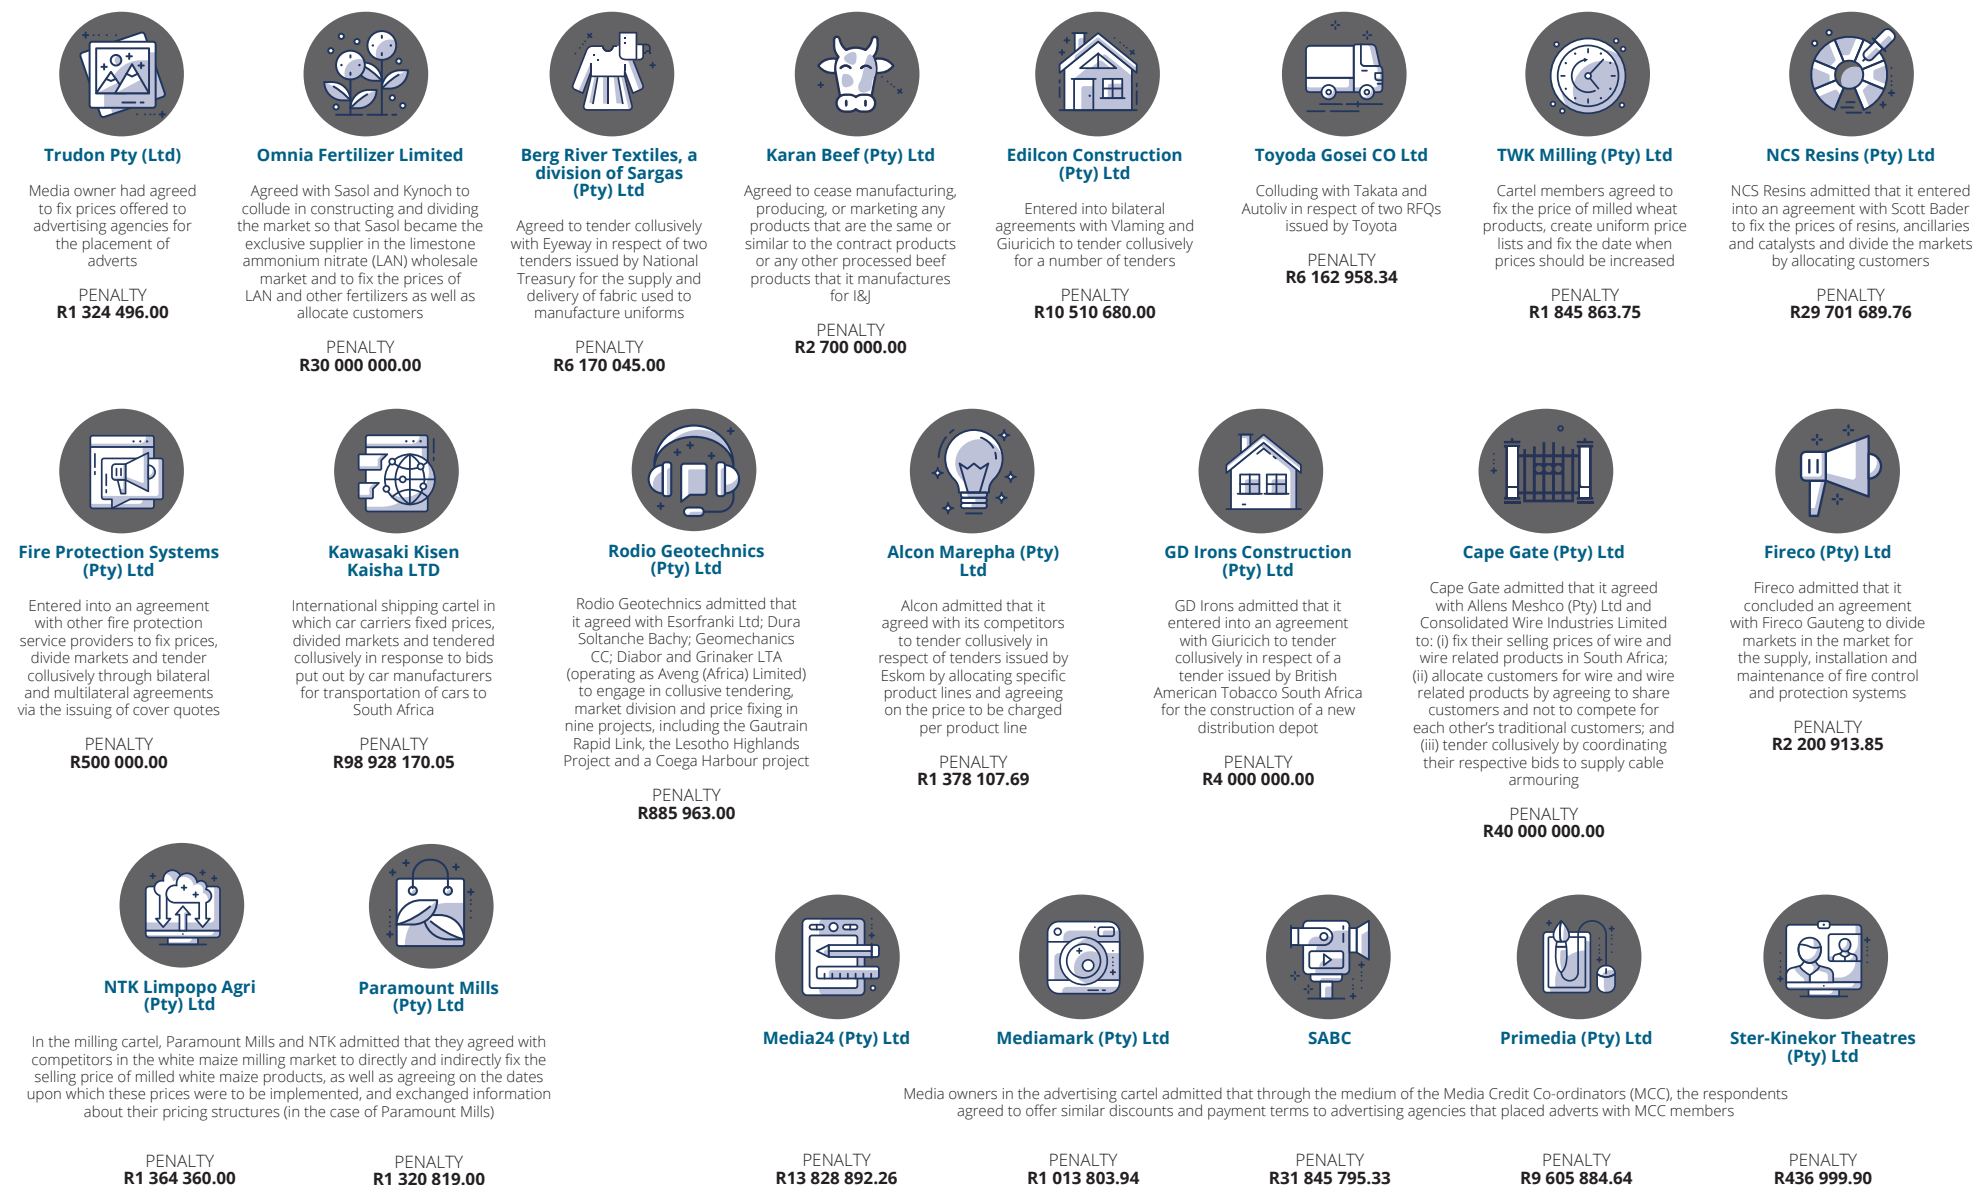 Trudon Pty (Ltd)
Media owner had agreed
to fix prices offered to
advertising agencies for
the placement of
adverts
PENALTY
R1 324 496.00
Omnia Fertilizer Limited
Agreed with Sasol and Kynoch to
collude in constructing and dividing
the market so that Sasol became the
exclusive supplier in the limestone
ammonium nitrate (LAN) wholesale
market and to fix the prices of
LAN and other fertilizers as well as
allocate customers
PENALTY
R30 000 000.00
Berg River Textiles, a
division of Sargas
(Pty) Ltd
Agreed to tender collusively
with Eyeway in respect of two
tenders issued by National
Treasury for the supply and
delivery of fabric used to
manufacture uniforms
PENALTY
R6 170 045.00
Karan Beef (Pty) Ltd
Agreed to cease manufacturing,
producing, or marketing any
products that are the same or
similar to the contract products
or any other processed beef
products that it manufactures
for I&J
PENALTY
R2 700 000.00
Edilcon Construction
(Pty) Ltd
Entered into bilateral
agreements with Vlaming and
Giuricich to tender collusively
for a number of tenders
PENALTY
R10 510 680.00
Toyoda Gosei CO Ltd
Colluding with Takata and
Autoliv in respect of two RFQs
issued by Toyota
PENALTY
R6 162 958.34
TWK Milling (Pty) Ltd
Cartel members agreed to
fix the price of milled wheat
products, create uniform price
lists and fix the date when
prices should be increased
PENALTY
R1 845 863.75
NCS Resins (Pty) Ltd
NCS Resins admitted that it entered
into an agreement with Scott Bader
to fix the prices of resins, ancillaries
and catalysts and divide the markets
by allocating customers
PENALTY
R29 701 689.76
Fire Protection Systems
(Pty) Ltd
Entered into an agreement
with other fire protection
service providers to fix prices,
divide markets and tender
collusively through bilateral
and multilateral agreements
via the issuing of cover quotes
PENALTY
R500 000.00
Kawasaki Kisen
Kaisha LTD
International shipping cartel in
which car carriers fixed prices,
divided markets and tendered
collusively in response to bids
put out by car manufacturers
for transportation of cars to
South Africa
PENALTY
R98 928 170.05
Rodio Geotechnics
(Pty) Ltd
Rodio Geotechnics admitted that
it agreed with Esorfranki Ltd; Dura
Soltanche Bachy; Geomechanics
CC; Diabor and Grinaker LTA
(operating as Aveng (Africa) Limited)
to engage in collusive tendering,
market division and price fixing in
nine projects, including the Gautrain
Rapid Link, the Lesotho Highlands
Project and a Coega Harbour project
PENALTY
R885 963.00
Alcon Marepha (Pty)
Ltd
Alcon admitted that it
agreed with its competitors
to tender collusively in
respect of tenders issued by
Eskom by allocating specific
product lines and agreeing
on the price to be charged
per product line
PENALTY
R1 378 107.69
GD Irons Construction
(Pty) Ltd
GD Irons admitted that it
entered into an agreement
with Giuricich to tender
collusively in respect of a
tender issued by British
American Tobacco South Africa
for the construction of a new
distribution depot
PENALTY
R4 000 000.00
Cape Gate (Pty) Ltd
Cape Gate admitted that it agreed
with Allens Meshco (Pty) Ltd and
Consolidated Wire Industries Limited
to: (i) fix their selling prices of wire and
wire related products in South Africa;
(ii) allocate customers for wire and wire
related products by agreeing to share
customers and not to compete for
each other’s traditional customers; and
(iii) tender collusively by coordinating
their respective bids to supply cable
armouring
PENALTY
R40 000 000.00
Fireco (Pty) Ltd
Fireco admitted that it
concluded an agreement
with Fireco Gauteng to divide
markets in the market for
the supply, installation and
maintenance of fire control
and protection systems
PENALTY
R2 200 913.85
NTK Limpopo Agri
(Pty) Ltd
Paramount Mills
(Pty) Ltd
In the milling cartel, Paramount Mills and NTK admitted that they agreed with
competitors in the white maize milling market to directly and indirectly fix the
selling price of milled white maize products, as well as agreeing on the dates
upon which these prices were to be implemented, and exchanged information
about their pricing structures (in the case of Paramount Mills)
PENALTY
R1 364 360.00
PENALTY
R1 320 819.00
Media24 (Pty) Ltd
Mediamark (Pty) Ltd
SABC
Primedia (Pty) Ltd
Ster-Kinekor Theatres
(Pty) Ltd
Media owners in the advertising cartel admitted that through the medium of the Media Credit Co-ordinators (MCC), the respondents
agreed to offer similar discounts and payment terms to advertising agencies that placed adverts with MCC members
PENALTY
R13 828 892.26
PENALTY
R1 013 803.94
PENALTY
R31 845 795.33
PENALTY
R9 605 884.64
PENALTY
R436 999.90